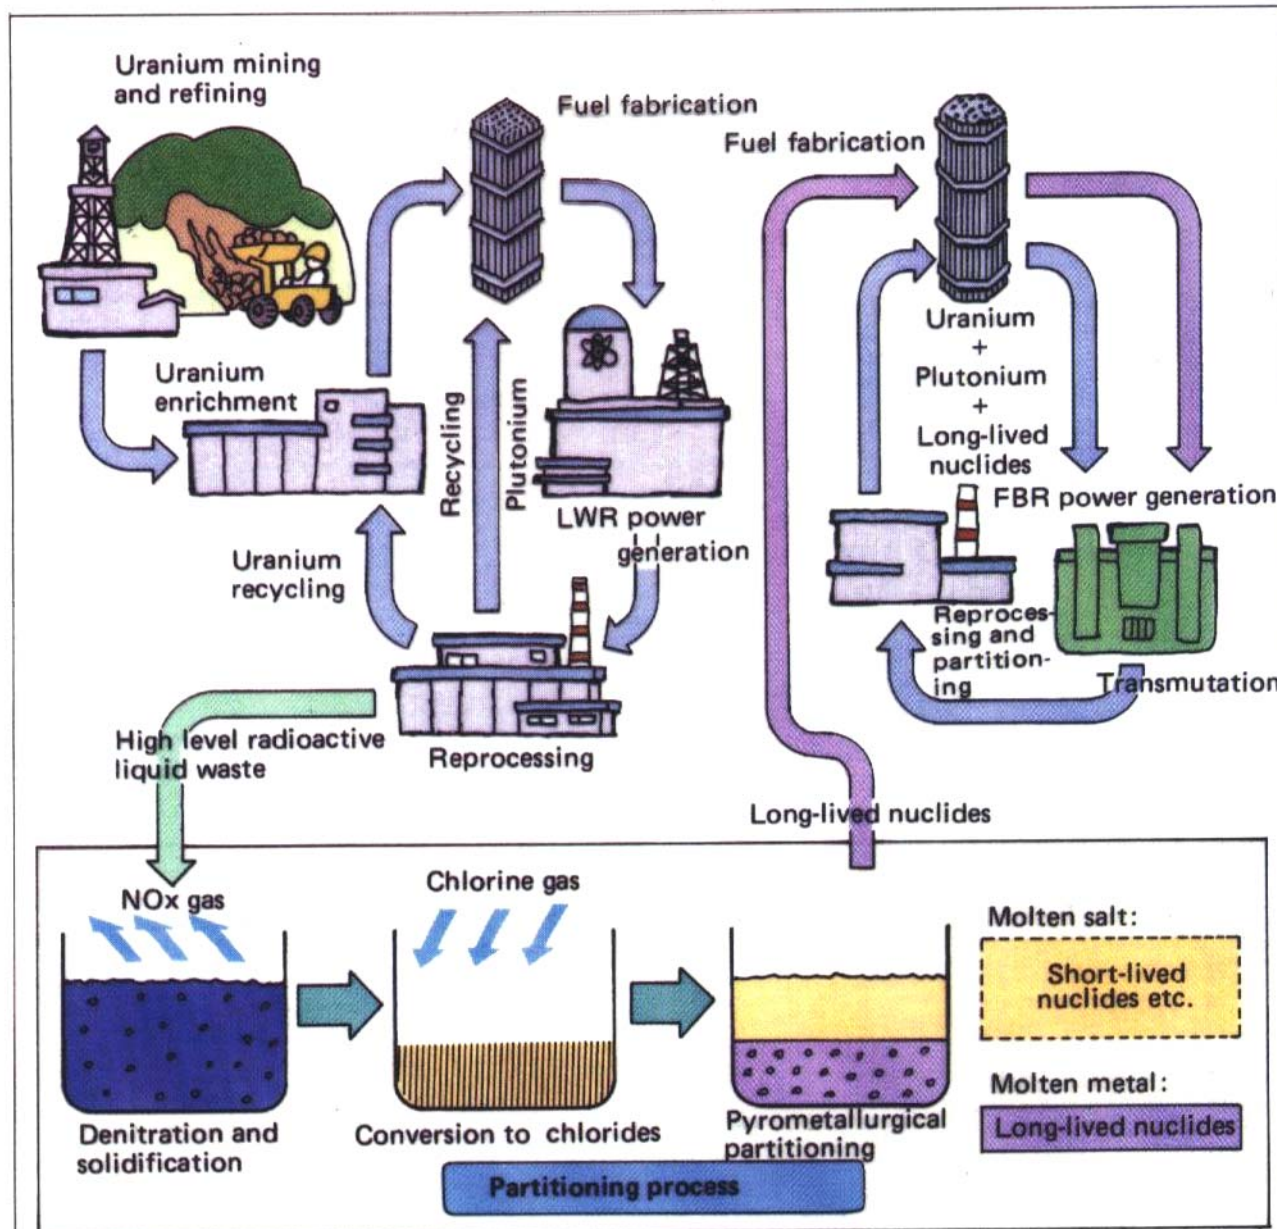 Uranium mining
and refining
Fuel fabrication
Fuel fabrication
Uranium
enrichment
Recycling
Plutonium
Uranium
+
Plutonium
+
Long-lived
nuclides
LWR power
generation
FBR power generation
Uranium
recycling
Reproces-
sing and
partition-
ing
Transmutation
High level radioactive
liquid waste
Reprocessing
Long-lived nuclides
NOx gas
Chlorine gas
Molten salt:
Short-lived
nuclides etc.
Molten metal:
Long-lived nuclides
Denitration and
solidification
Conversion to chlorides
Pyrometallurgical
partitioning
Partitioning process